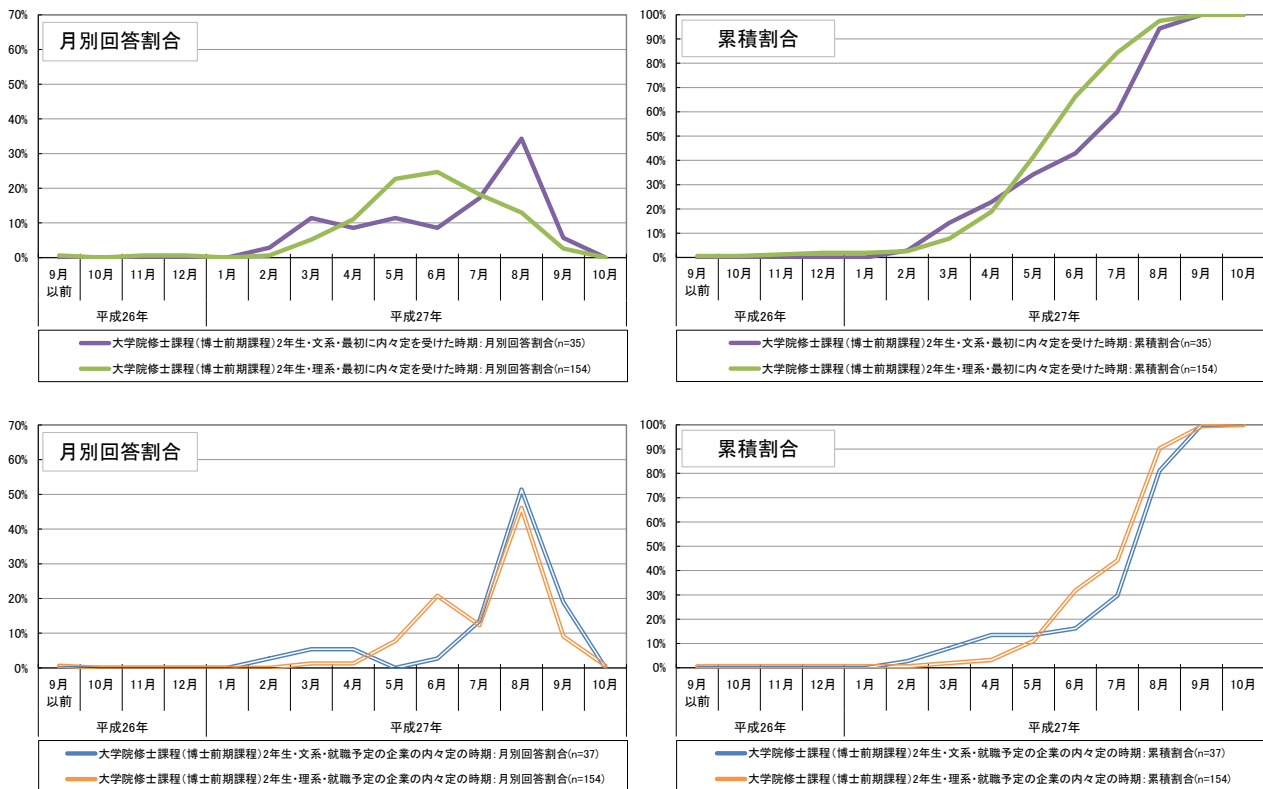 月別回答割合
70%
60%
50%
40%
30%
20%
10%
0%
9月 10月 11月 12月 1月 2月 3月 4月 5月 6月 7月 8月 9月 10月
以前
平成26年 平成27年
大学院修士課程(博士前期課程)2年生・文系・最初に内々定を受けた時期:月別回答割合(n=35)
大学院修士課程(博士前期課程)2年生・理系・最初に内々定を受けた時期:月別回答割合(n=154)
累積割合
100%
90%
80%
70%
60%
50%
40%
30%
20%
10%
0%
9月 10月 11月 12月 1月 2月 3月 4月 5月 6月 7月 8月 9月 10月
以前
平成26年 平成27年
大学院修士課程(博士前期課程)2年生・文系・最初に内々定を受けた時期:累積割合(n=35)
大学院修士課程(博士前期課程)2年生・理系・最初に内々定を受けた時期:累積割合(n=154)
月別回答割合
70%
60%
50%
40%
30%
20%
10%
0%
9月 10月 11月 12月 1月 2月 3月 4月 5月 6月 7月 8月 9月 10月
以前
平成26年 平成27年
大学院修士課程(博士前期課程)2年生・文系・就職予定の企業の内々定の時期:月別回答割合(n=37)
大学院修士課程(博士前期課程)2年生・理系・就職予定の企業の内々定の時期:月別回答割合(n=154)
累積割合
100%
90%
80%
70%
60%
50%
40%
30%
20%
10%
0%
9月 10月 11月 12月 1月 2月 3月 4月 5月 6月 7月 8月 9月 10月
以前
平成26年 平成27年
大学院修士課程(博士前期課程)2年生・文系・就職予定の企業の内々定の時期:累積割合(n=37)
大学院修士課程(博士前期課程)2年生・理系・就職予定の企業の内々定の時期:累積割合(n=154)